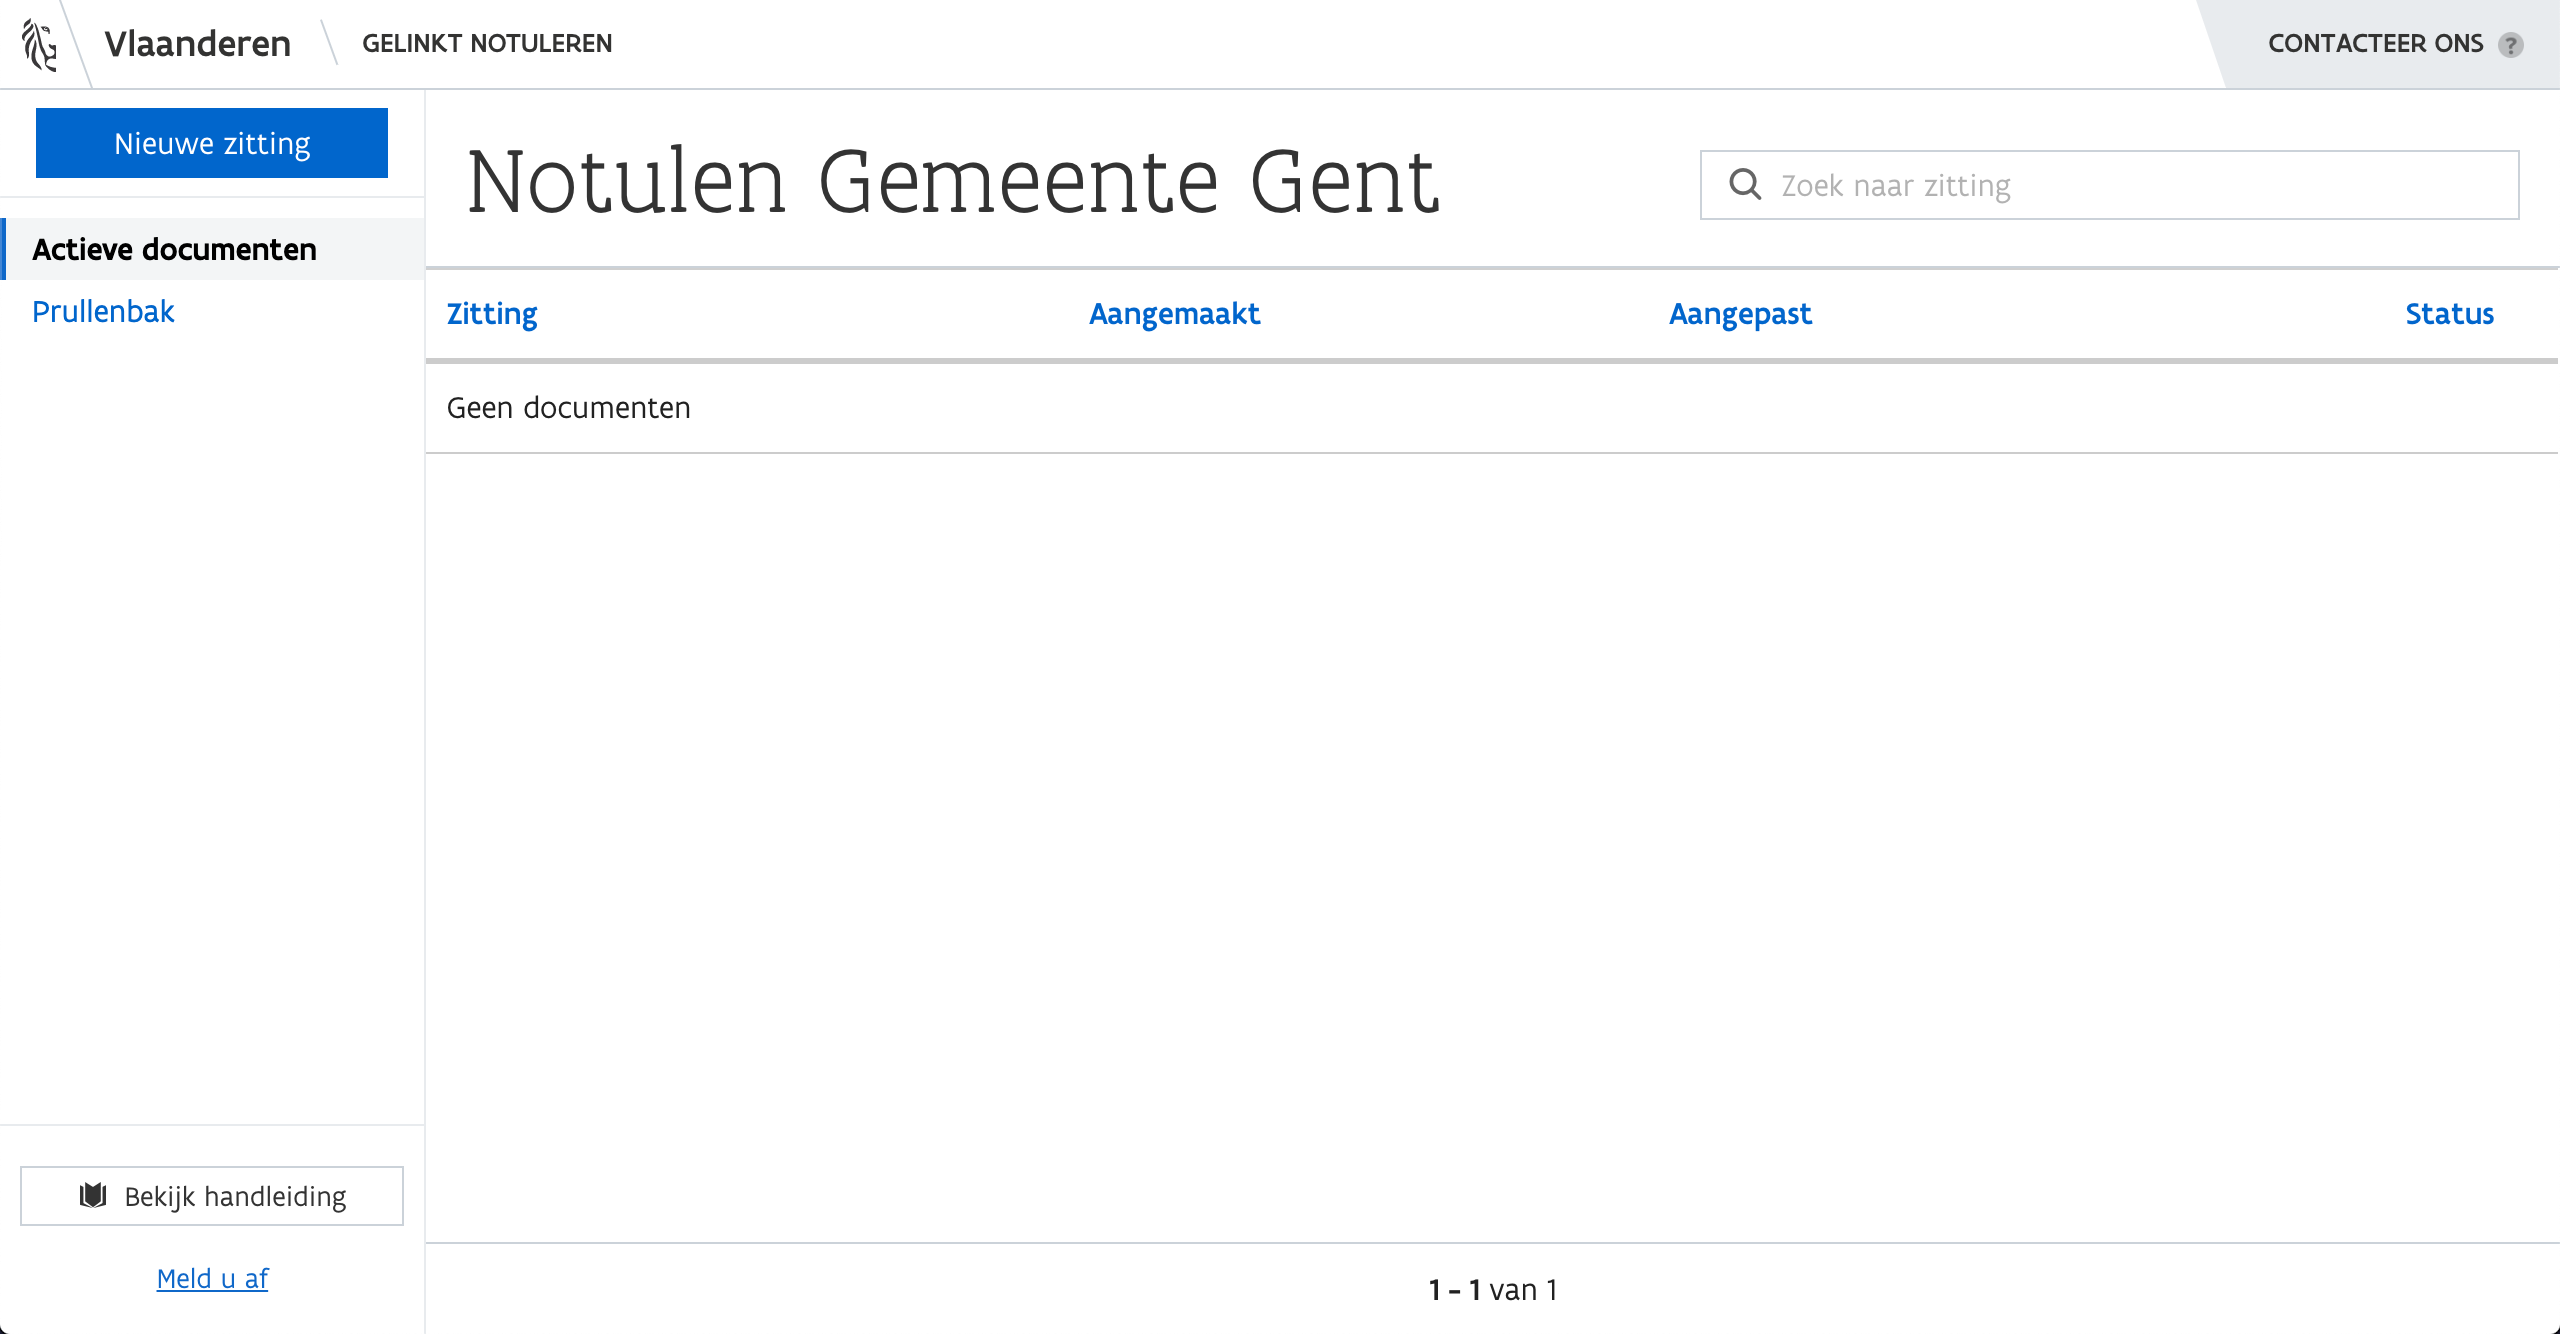 Vlaanderen
GELINKT NOTULEREN
CONTACTEER ONS ?
Nieuwe zitting
Actieve documenten
Prullenbak
Notulen Gemeente Gent
Zoek naar zitting
Zitting Aangemaakt Aangepast Status
Geen documenten
Bekijk handleiding
Meld u af
1 - 1 van 1